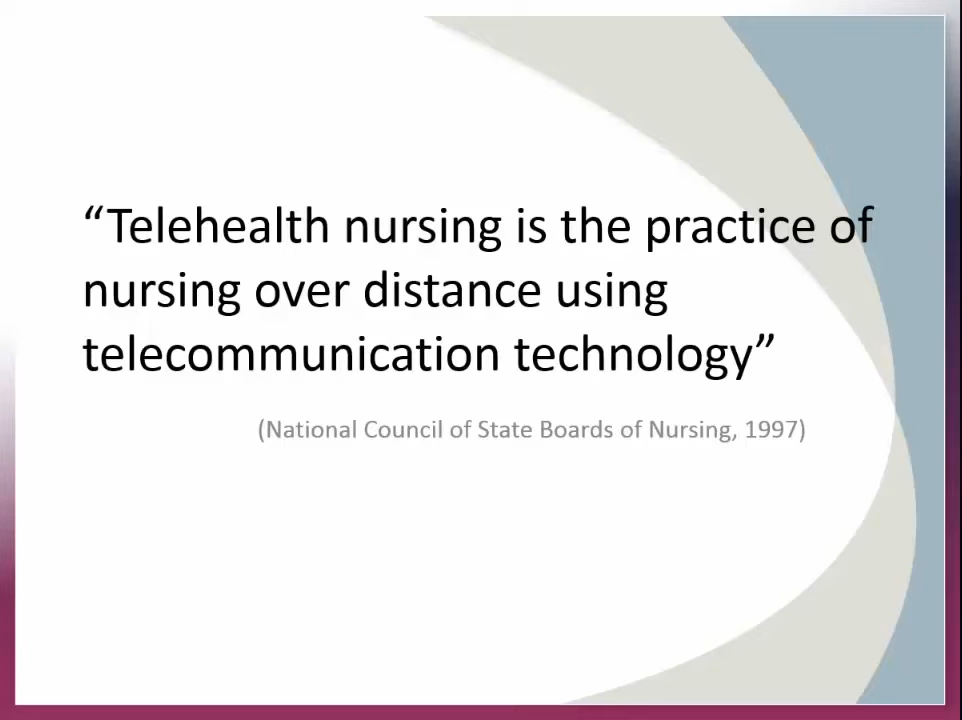 “Telehealth nursing is the practice of
nursing over distance using
telecommunication technology”
(National Council of State Boards of Nursing, 1997)